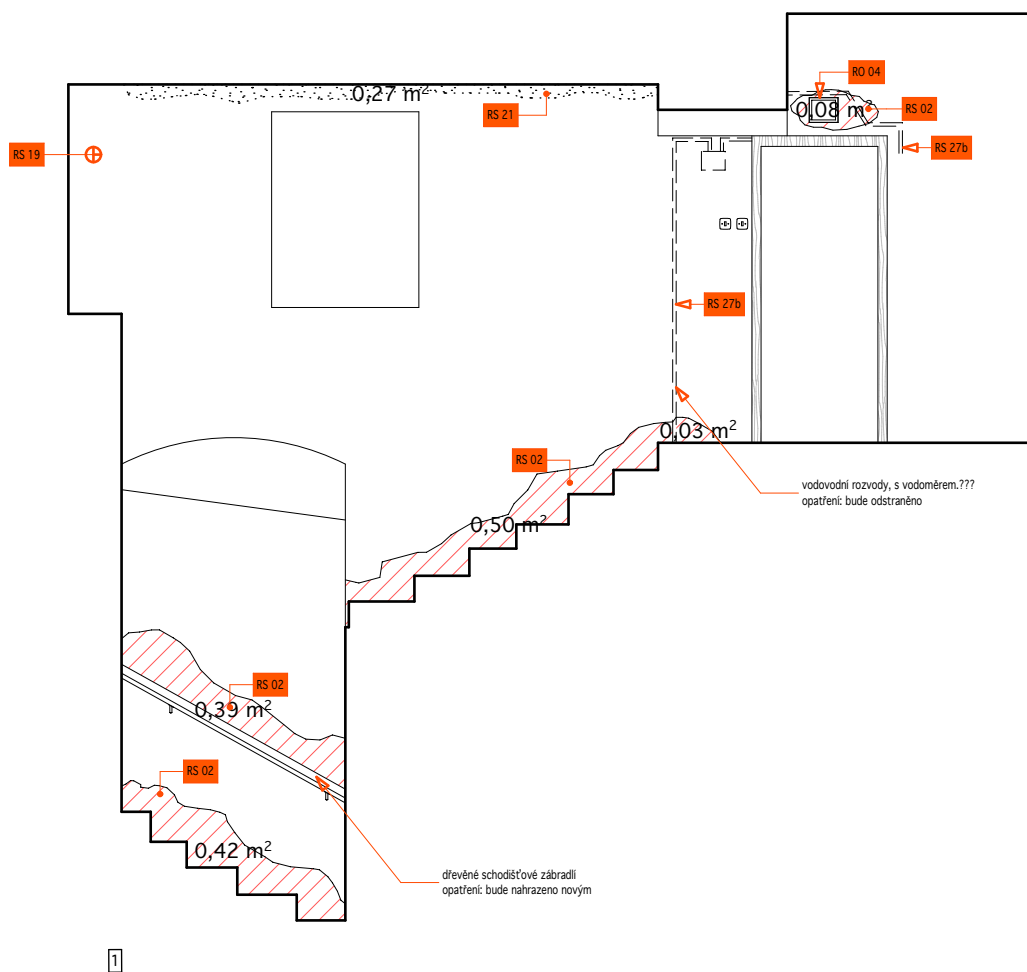 RO 04
0,27 m²
0,08 m²
RS 02
RS 21
RS 19
RS 27b
RS 27b
0,03 m²
RS 02
vodovodní rozvody, s vodoměrem.???
opatření: bude odstraněno
0,50 m²
RS 02
0,39 m²
RS 02
0,42 m²
dřevěné schodišťové zábradlí
opatření: bude nahrazeno novým
1